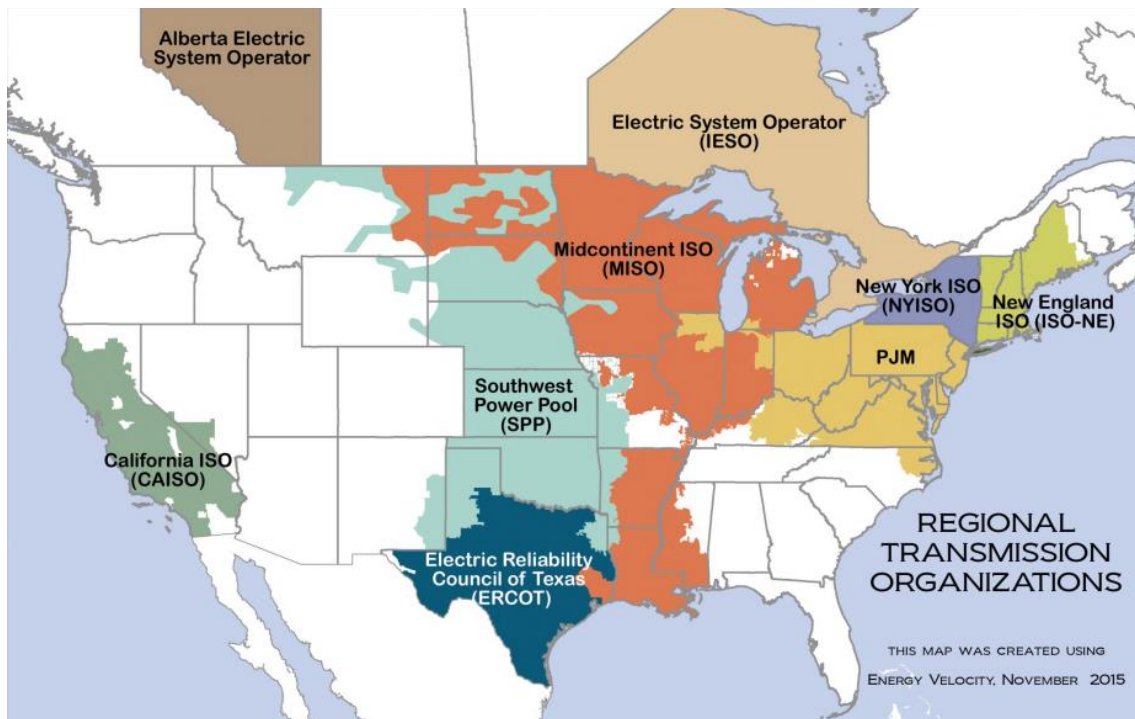 Alberta Electric
System Operator
Electric System Operator
(IESO)
Midcontinent ISO
(MISO)
New York ISO
(NYISO)
New England
ISO (ISO-NE)
PJM
Southwest
Power Pool
(SPP)
California ISO
(CAISO)
Electric Reliability
Council of Texas
(ERCOT)
REGIONAL
TRANSMISSION
ORGANIZATIONS
THIS MAP WAS CREATED USING
ENERGY VELOCITY, NOVEMBER 2015